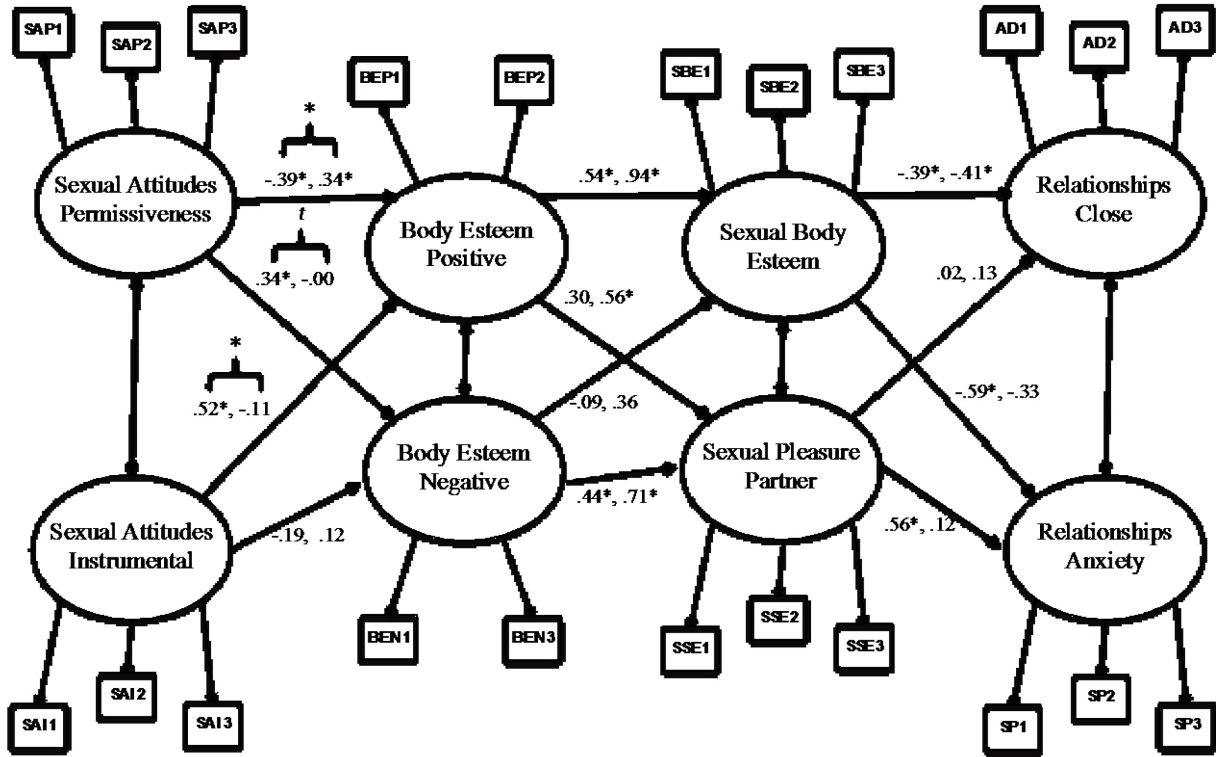 SAP1
SAP2
SAP3
BEP1
BEP2
SBE1
SBE2
SBE3
AD1
AD2
AD3
*
-.39*, .34*
.54*, .94*
-.39*, -.41*
Sexual Attitudes
Permissiveness
Body Esteem
Positive
Sexual Body
Esteem
Relationships
Close
t
.34*, -.00
.30, .56*
.02, .13
*
.52*, -.11
-.09, .36
-.59*, -.33
Sexual Attitudes
Instrumental
Body Esteem
Negative
Sexual Pleasure
Partner
Relationships
Anxiety
-.19, .12
.44*, .71*
.56*, .12
BEN1
BEN3
SSE1
SSE2
SSE3
SAI1
SAI2
SAI3
SP1
SP2
SP3